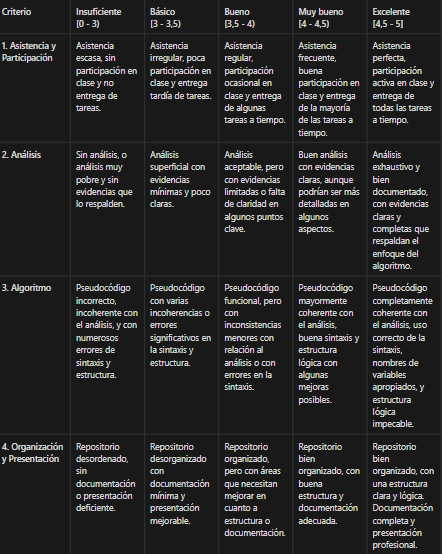 Criterio
Insuficiente
[0 - 3)
Básico
[3 - 3,5)
Bueno
[3,5 - 4)
Muy bueno
[4 - 4,5)
Excelente
[4,5 - 5]
1. Asistencia y
Participación
Asistencia
escasa, sin
participación en
clase y no
entrega de
tareas.
Asistencia
irregular, poca
participación en
clase y entrega
tardía de tareas.
Asistencia
regular,
participación
ocasional en
clase y entrega
de algunas
tareas a tiempo.
Asistencia
frecuente,
buena
participación en
clase y entrega
de la mayoría
de las tareas a
tiempo.
Asistencia
perfecta,
participación
activa en clase y
entrega de
todas las tareas
a tiempo.
2. Análisis
Sin análisis, o
análisis muy
pobre y sin
evidencias que
lo respalden.
Análisis
superficial con
evidencias
mínimas y poco
claras.
Análisis
aceptable, pero
con evidencias
limitadas o falta
de claridad en
algunos puntos
clave.
Buen análisis
con evidencias
claras, aunque
podrían ser más
detalladas en
algunos
aspectos.
Análisis
exhaustivo y
bien
documentado,
con evidencias
claras y
completas que
respaldan el
enfoque del
algoritmo.
3. Algoritmo
Pseudocódigo
incorrecto,
incoherente con
el análisis, y con
numerosos
errores de
sintaxis y
estructura.
Pseudocódigo
con varias
incoherencias o
errores
significativos en
la sintaxis y
estructura.
Pseudocódigo
funcional, pero
con
inconsistencias
menores con
relación al
análisis o con
errores en la
sintaxis.
Pseudocódigo
mayormente
coherente con
el análisis,
buena sintaxis y
estructura
lógica con
algunas
mejoras
posibles.
Pseudocódigo
completamente
coherente con
el análisis, uso
correcto de la
sintaxis,
nombres de
variables
apropiados, y
estructura
lógica
impecable.
4. Organización
y Presentación
Repositorio
desordenado,
sin
documentación
o presentación
deficiente.
Repositorio
desorganizado
con
documentación
mínima y
presentación
mejorable.
Repositorio
organizado,
pero con áreas
que necesitan
mejorar en
cuanto a
estructura o
documentación.
Repositorio
bien
organizado, con
buena
estructura y
documentación
adecuada.
Repositorio
bien
organizado, con
una estructura
clara y lógica.
Documentación
completa y
presentación
profesional.